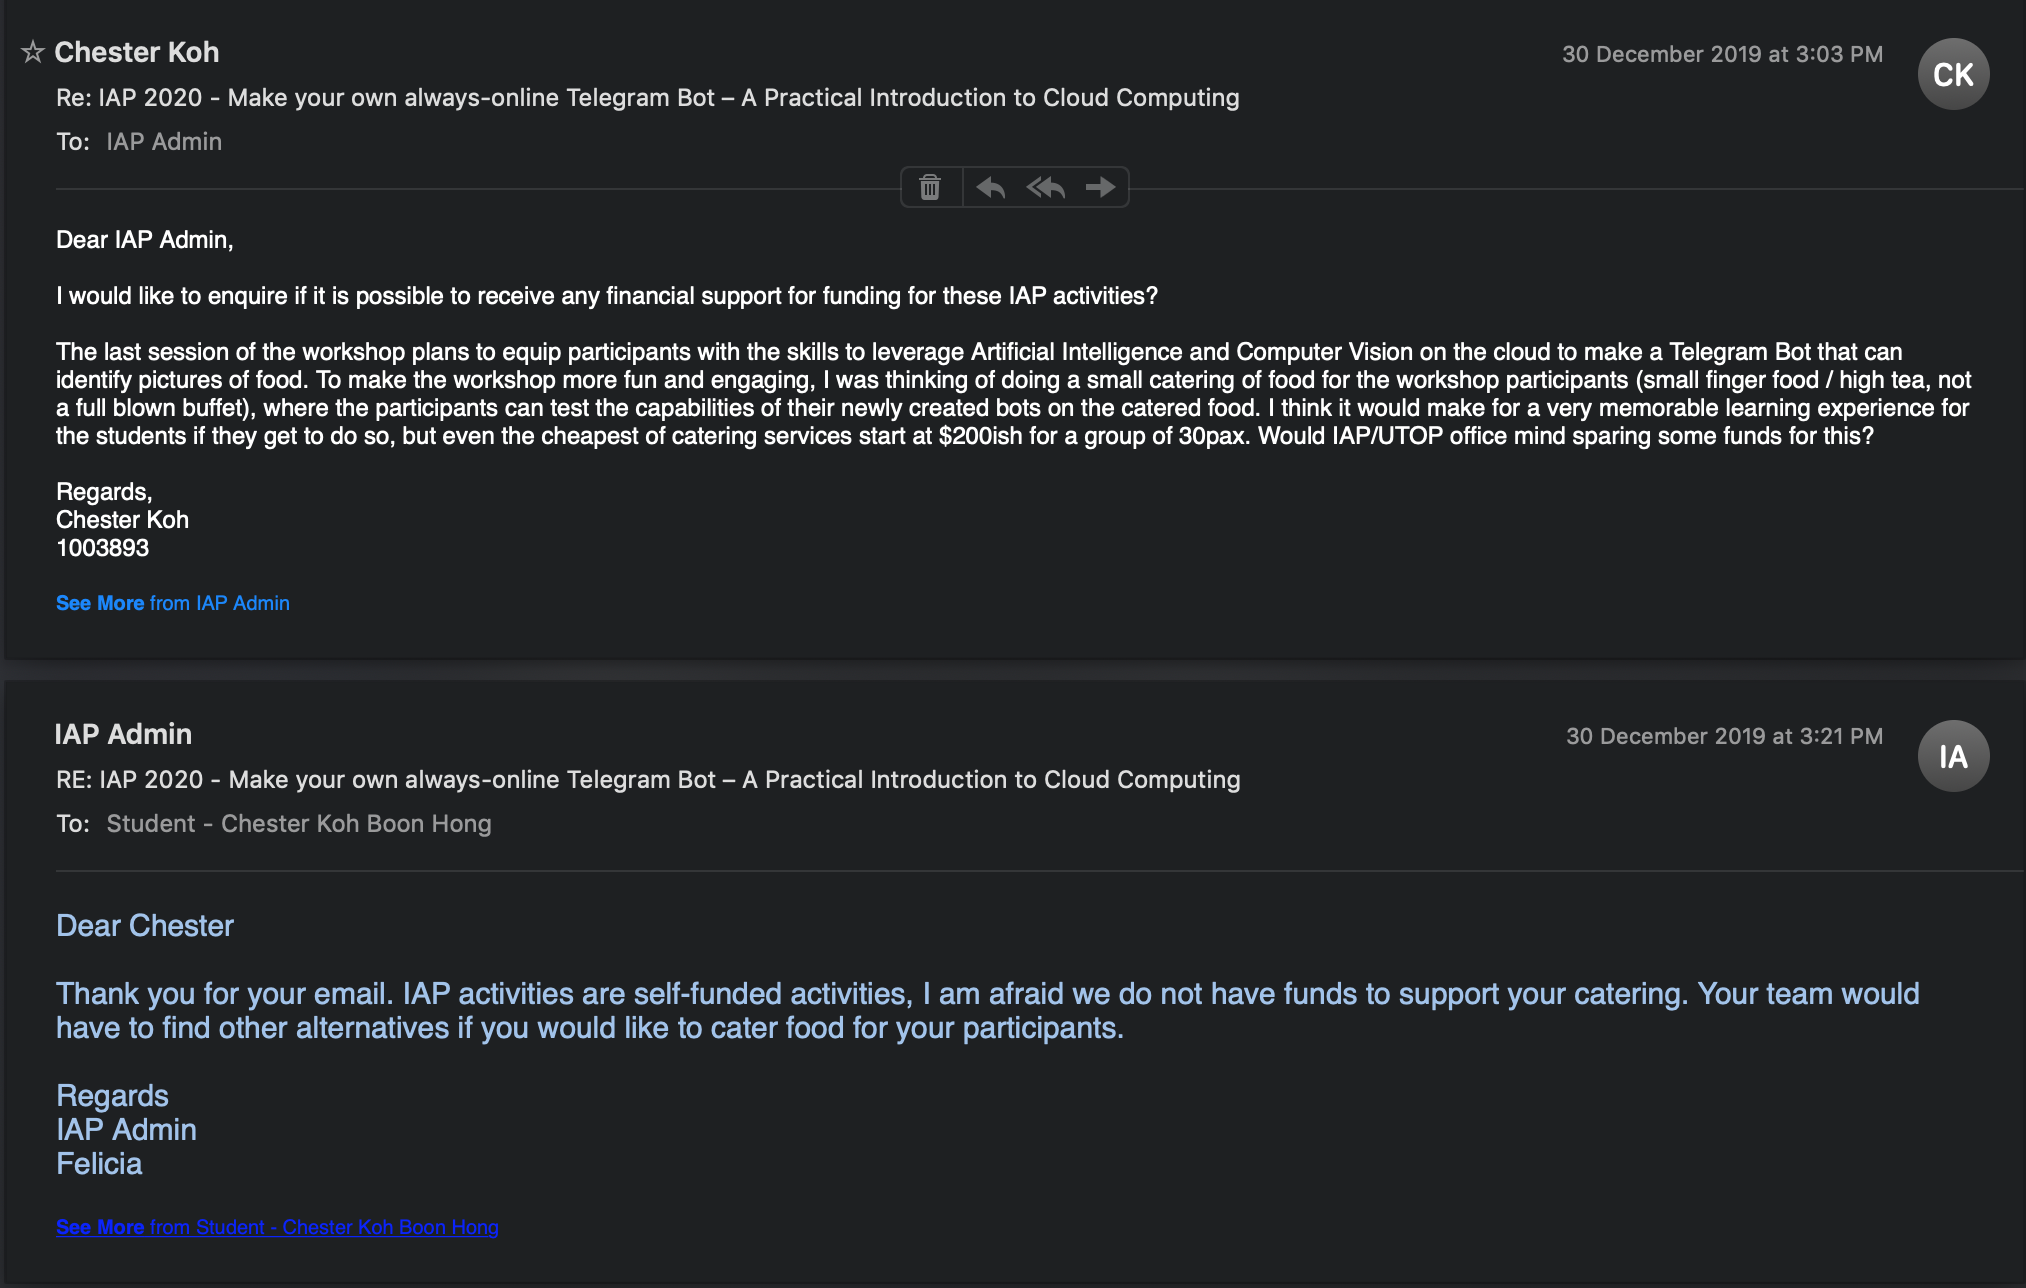 Chester Koh
30 December 2019 at 3:03 PM
CK
Re: IAP 2020 - Make your own always-online Telegram Bot – A Practical Introduction to Cloud Computing
To: IAP Admin
Dear IAP Admin,
I would like to enquire if it is possible to receive any financial support for funding for these IAP activities?
The last session of the workshop plans to equip participants with the skills to leverage Artificial Intelligence and Computer Vision on the cloud to make a Telegram Bot that can
identify pictures of food. To make the workshop more fun and engaging, I was thinking of doing a small catering of food for the workshop participants (small finger food / high tea, not
a full blown buffet), where the participants can test the capabilities of their newly created bots on the catered food. I think it would make for a very memorable learning experience for
the students if they get to do so, but even the cheapest of catering services start at $200ish for a group of 30pax. Would IAP/UTOP office mind sparing some funds for this?
Regards,
Chester Koh
1003893
See More from IAP Admin
IAP Admin
30 December 2019 at 3:21 PM
IA
RE: IAP 2020 - Make your own always-online Telegram Bot – A Practical Introduction to Cloud Computing
To: Student - Chester Koh Boon Hong
Dear Chester
Thank you for your email. IAP activities are self-funded activities, I am afraid we do not have funds to support your catering. Your team would
have to find other alternatives if you would like to cater food for your participants.
Regards
IAP Admin
Felicia
See More from Student - Chester Koh Boon Hong